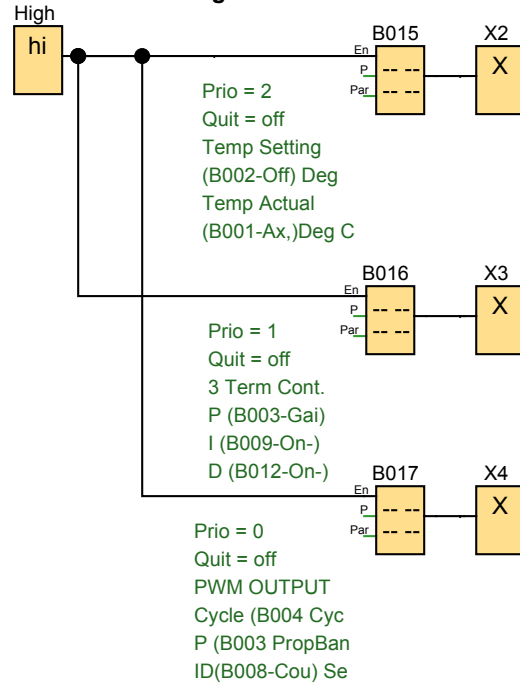 High
hi
B015
X2
En
P
Par
-- --
-- --
X
Prio = 2
Quit = off
Temp Setting
(B002-Off) Deg
Temp Actual
(B001-Ax,)Deg C
B016
X3
En
P
Par
-- --
-- --
X
Prio = 1
Quit = off
3 Term Cont.
P (B003-Gai)
I (B009-On-)
D (B012-On-)
B017
X4
En
P
Par
-- --
-- --
X
Prio = 0
Quit = off
PWM OUTPUT
Cycle (B004 Cyc
P (B003 PropBan
ID(B008-Cou) Se